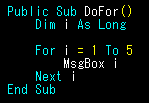 Public Sub DoFor()
    Dim i As Long

    For i = 1 To 5
        MsgBox i
    Next i
End Sub